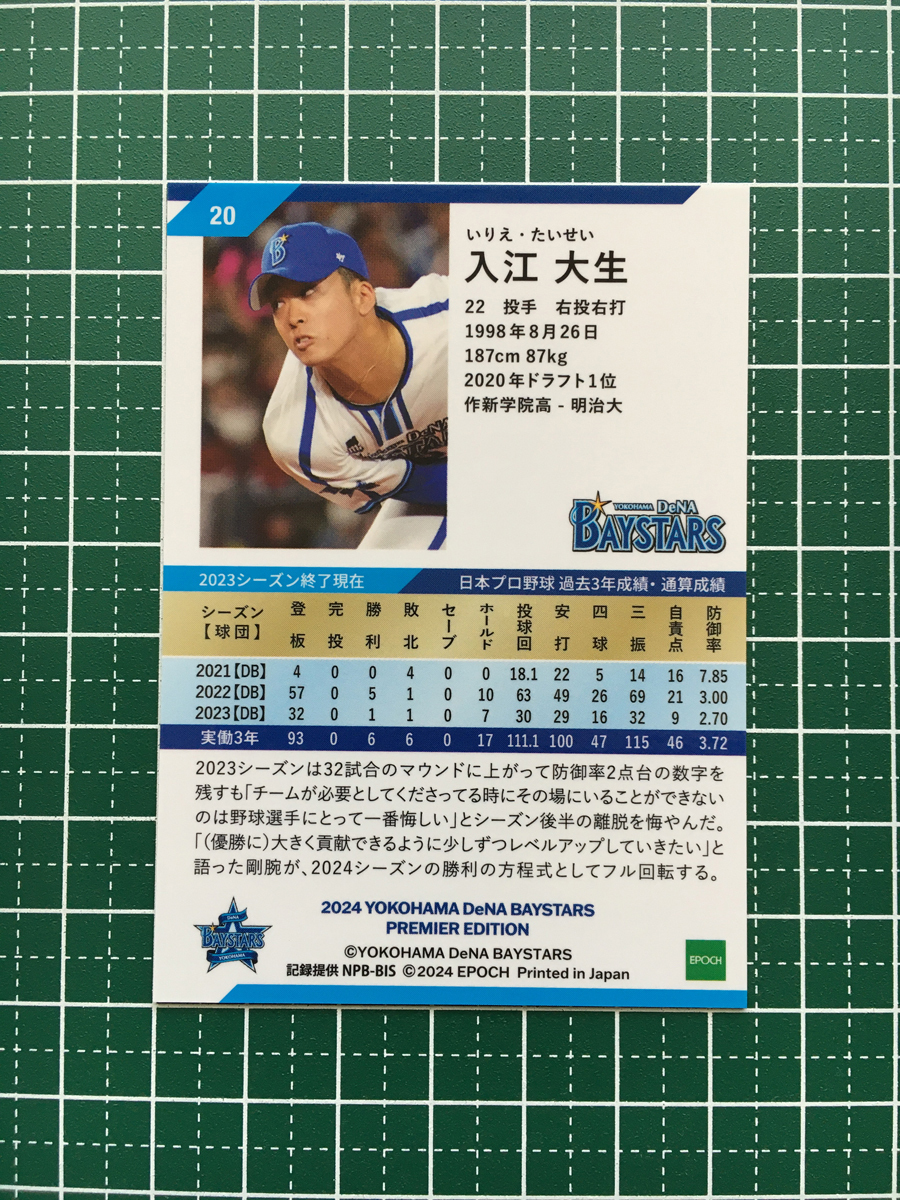 20
いりえ・たいせい
入江 大生
22 投手 右投右打
1998年8月26日
187cm 87kg
2020年ドラフト1位
作新学院高 - 明治大
B
YOKOHAMA DeNA
BAYSTARS
2023シーズン終了現在 日本プロ野球 過去3年成績・通算成績
シーズン【球団】 登板 完投 勝利 敗北 セーブ ホールド 投球回 安打 四球 三振 自責点 防御率
2021【DB】 4 0 0 4 0 0 18.1 22 5 14 16 7.85
2022【DB】 57 0 5 1 0 10 63 49 26 69 21 3.00
2023【DB】 32 0 1 1 0 7 30 29 16 32 9 2.70
実働3年 93 0 6 6 0 17 111.1 100 47 115 46 3.72
2023シーズンは32試合のマウンドに上がって防御率2点台の数字を
残すも「チームが必要としてくださってる時にその場にいることができない
のは野球選手にとって一番悔しい」とシーズン後半の離脱を悔やんだ。
「(優勝に)大きく貢献できるように少しずつレベルアップしていきたい」と
語った剛腕が、2024シーズンの勝利の方程式としてフル回転する。
DeNA
BAYSTARS
YOKOHAMA
2024 YOKOHAMA DeNA BAYSTARS
PREMIER EDITION
©YOKOHAMA DeNA BAYSTARS
記録提供 NPB-BIS ©2024 EPOCH Printed in Japan
EPOCH